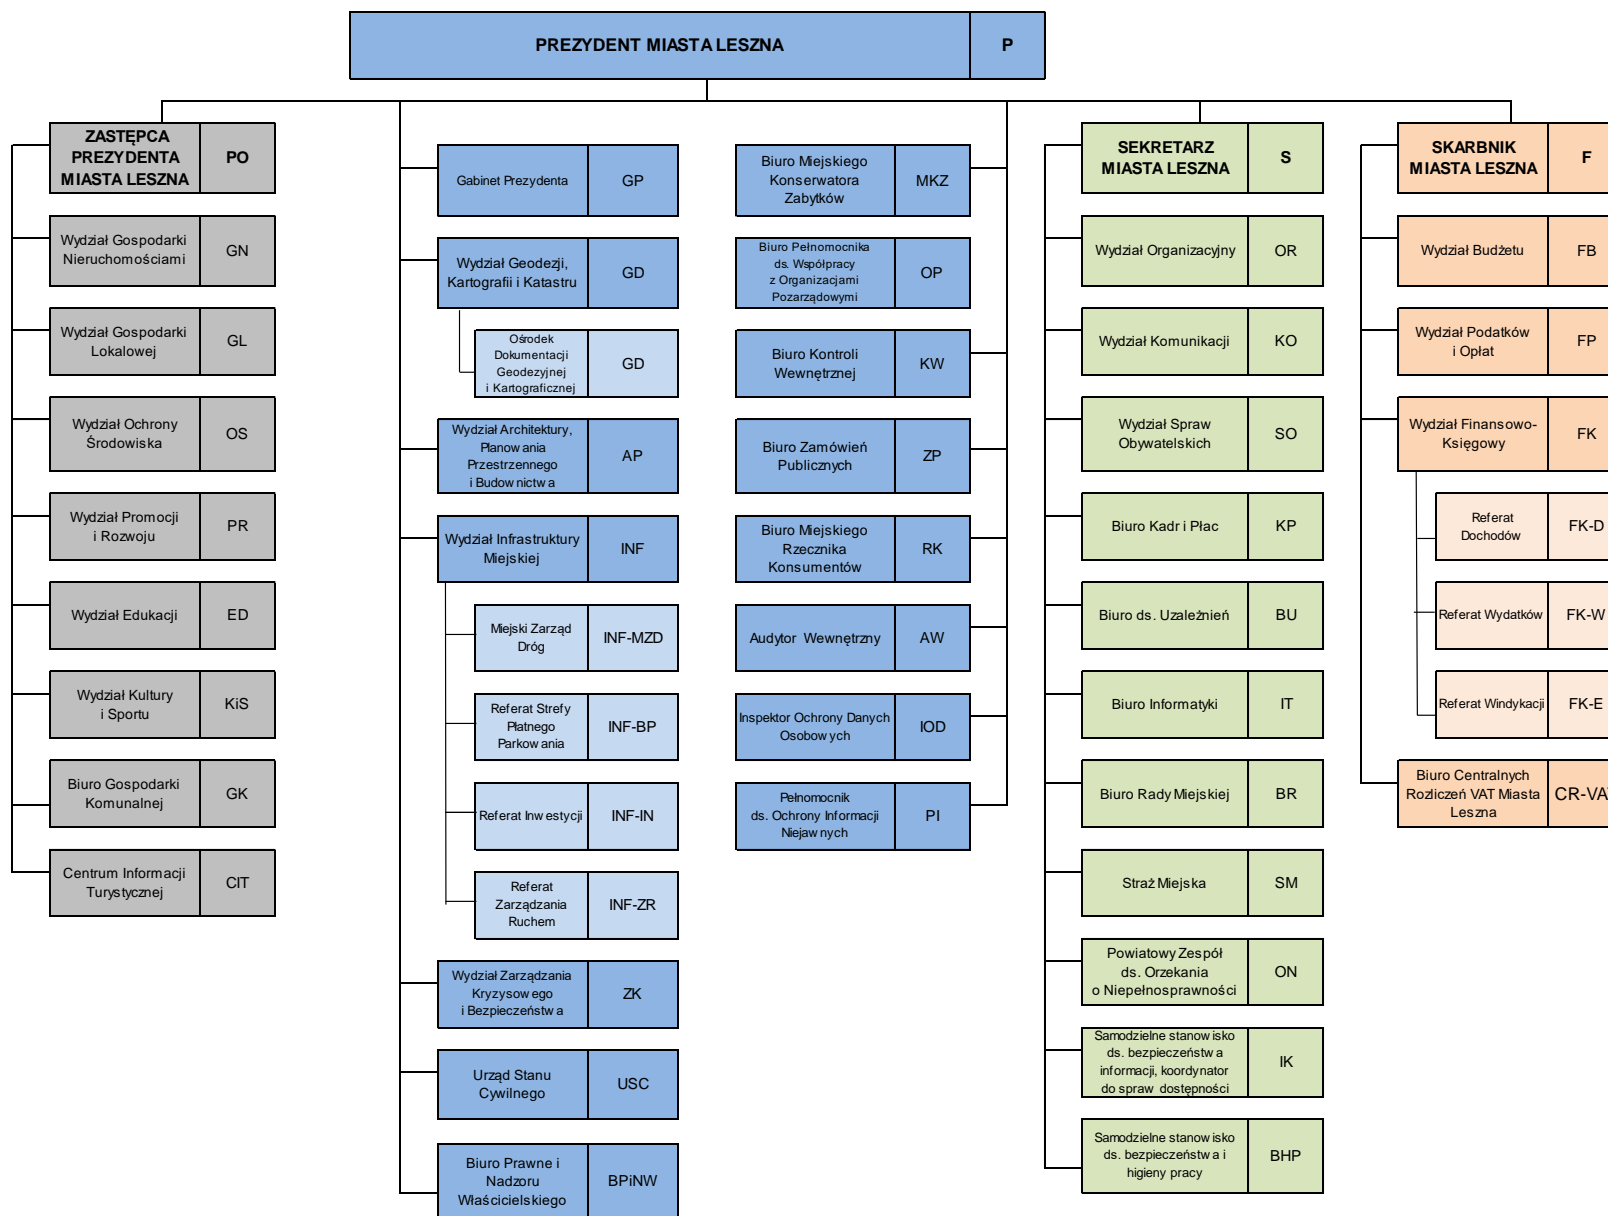 PREZYDENT MIASTA LESZNA
P
ZASTĘPCA
PREZYDENTA
MIASTA LESZNA
PO
Wydział Gospodarki
Nieruchomościami
GN
Wydział Gospodarki
Lokalowej
GL
Wydział Ochrony
Środowiska
OS
Wydział Promocji
i Rozwoju
PR
Wydział Edukacji
ED
Wydział Kultury
i Sportu
KiS
Biuro Gospodarki
Komunalnej
GK
Centrum Informacji
Turystycznej
CIT
Gabinet Prezydenta
GP
Wydział Geodezji,
Kartografii i Katastru
GD
Ośrodek
Dokumentacji
Geodezyjnej
i Kartograficznej
GD
Wydział Architektury,
Planowania
Przestrzennego
i Budownictwa
AP
Wydział Infrastruktury
Miejskiej
INF
Miejski Zarząd
Dróg
INF-MZD
Referat Strefy
Płatnego
Parkowania
INF-BP
Referat Inwestycji
INF-IN
Referat
Zarządzania
Ruchem
INF-ZR
Wydział Zarządzania
Kryzysowego
i Bezpieczeństwa
ZK
Urząd Stanu
Cywilnego
USC
Biuro Prawne i
Nadzoru
Właścicielskiego
BPiNW
Biuro Miejskiego
Konserwatora
Zabytków
MKZ
Biuro Pełnomocnika
ds. Współpracy
z Organizacjami
Pozarządowymi
OP
Biuro Kontroli
Wewnętrznej
KW
Biuro Zamówień
Publicznych
ZP
Biuro Miejskiego
Rzecznika
Konsumentów
RK
Audytor Wewnętrzny
AW
Inspektor Ochrony Danych
Osobowych
IOD
Pełnomocnik
ds. Ochrony Informacji
Niejawnych
PI
SEKRETARZ
MIASTA LESZNA
S
Wydział Organizacyjny
OR
Wydział Komunikacji
KO
Wydział Spraw
Obywatelskich
SO
Biuro Kadr i Płac
KP
Biuro ds. Uzależnień
BU
Biuro Informatyki
IT
Biuro Rady Miejskiej
BR
Straż Miejska
SM
Powiatowy Zespół
ds. Orzekania
o Niepełnosprawności
ON
Samodzielne stanowisko
ds. bezpieczeństwa
informacji, koordynator
do spraw dostępności
IK
Samodzielne stanowisko
ds. bezpieczeństwa i
higieny pracy
BHP
SKARBNIK
MIASTA LESZNA
F
Wydział Budżetu
FB
Wydział Podatków
i Opłat
FP
Wydział Finansowo-
Księgowy
FK
Referat
Dochodów
FK-D
Referat Wydatków
FK-W
Referat Windykacji
FK-E
Biuro Centralnych
Rozliczeń VAT Miasta
Leszna
CR-VAT